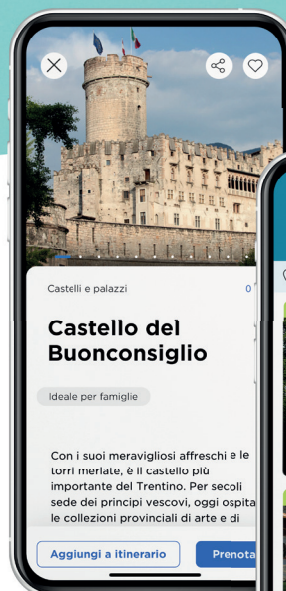 Castelli e palazzi
0
Castello del
Buonconsiglio
Ideale per famiglie
Con i suoi meravigliosi affreschi e le
torri merlate, è il castello più
importante del Trentino. Per secoli
sede dei principi vescovi, oggi ospita
le collezioni provinciali di arte e di
Aggiungi a itinerario
Prenota